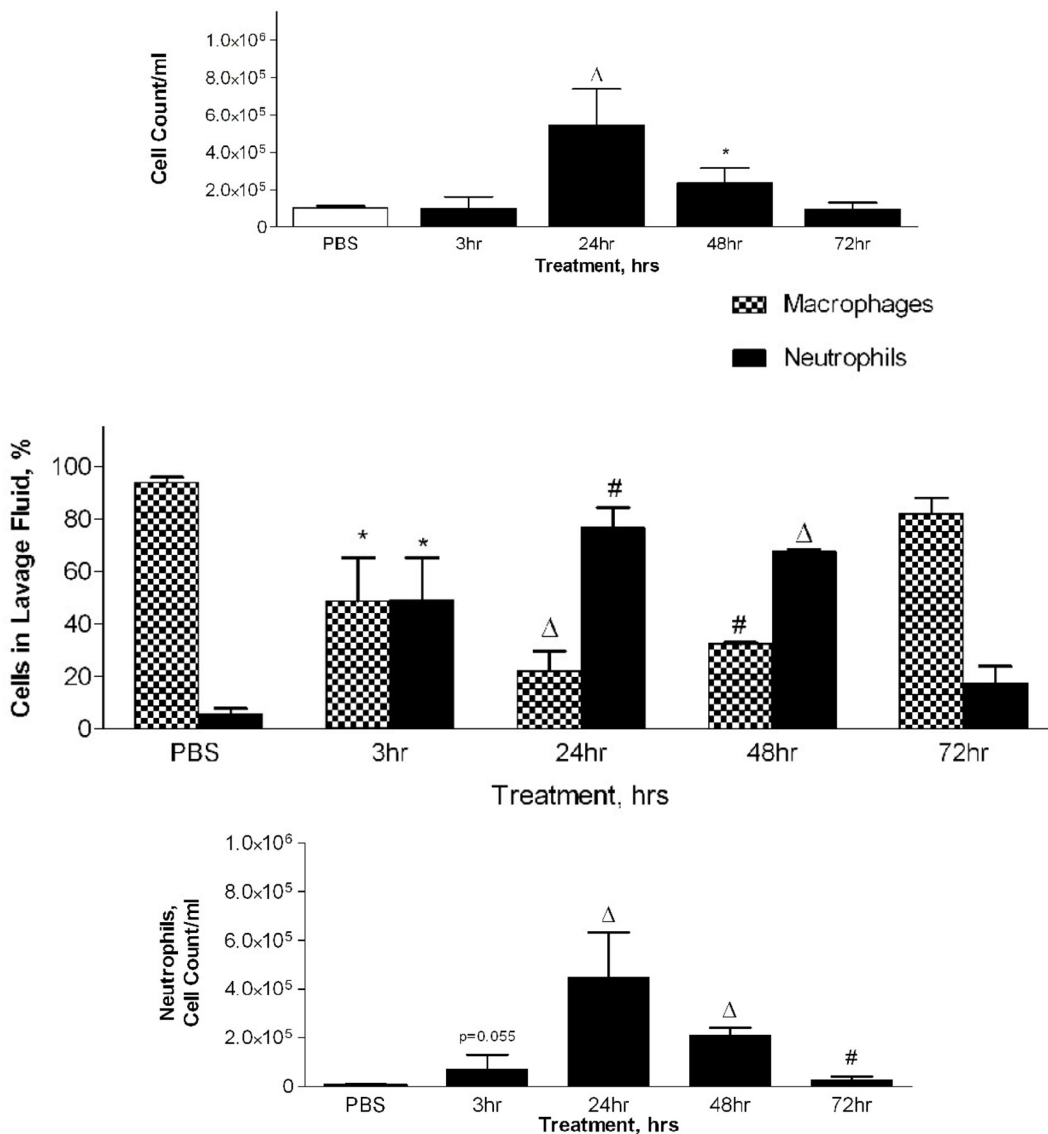 Cell Count/ml
1.0×10⁶
8.0×10⁵
6.0×10⁵
4.0×10⁵
2.0×10⁵
0
Δ
*
PBS 3hr 24hr 48hr 72hr
Treatment, hrs
Macrophages
Neutrophils
Cells in Lavage Fluid, %
100
80
60
40
20
0
* * Δ # # Δ
PBS 3hr 24hr 48hr 72hr
Treatment, hrs
Neutrophils,
Cell Count/ml
1.0×10⁶
8.0×10⁵
6.0×10⁵
4.0×10⁵
2.0×10⁵
0
p=0.055 Δ Δ #
PBS 3hr 24hr 48hr 72hr
Treatment, hrs